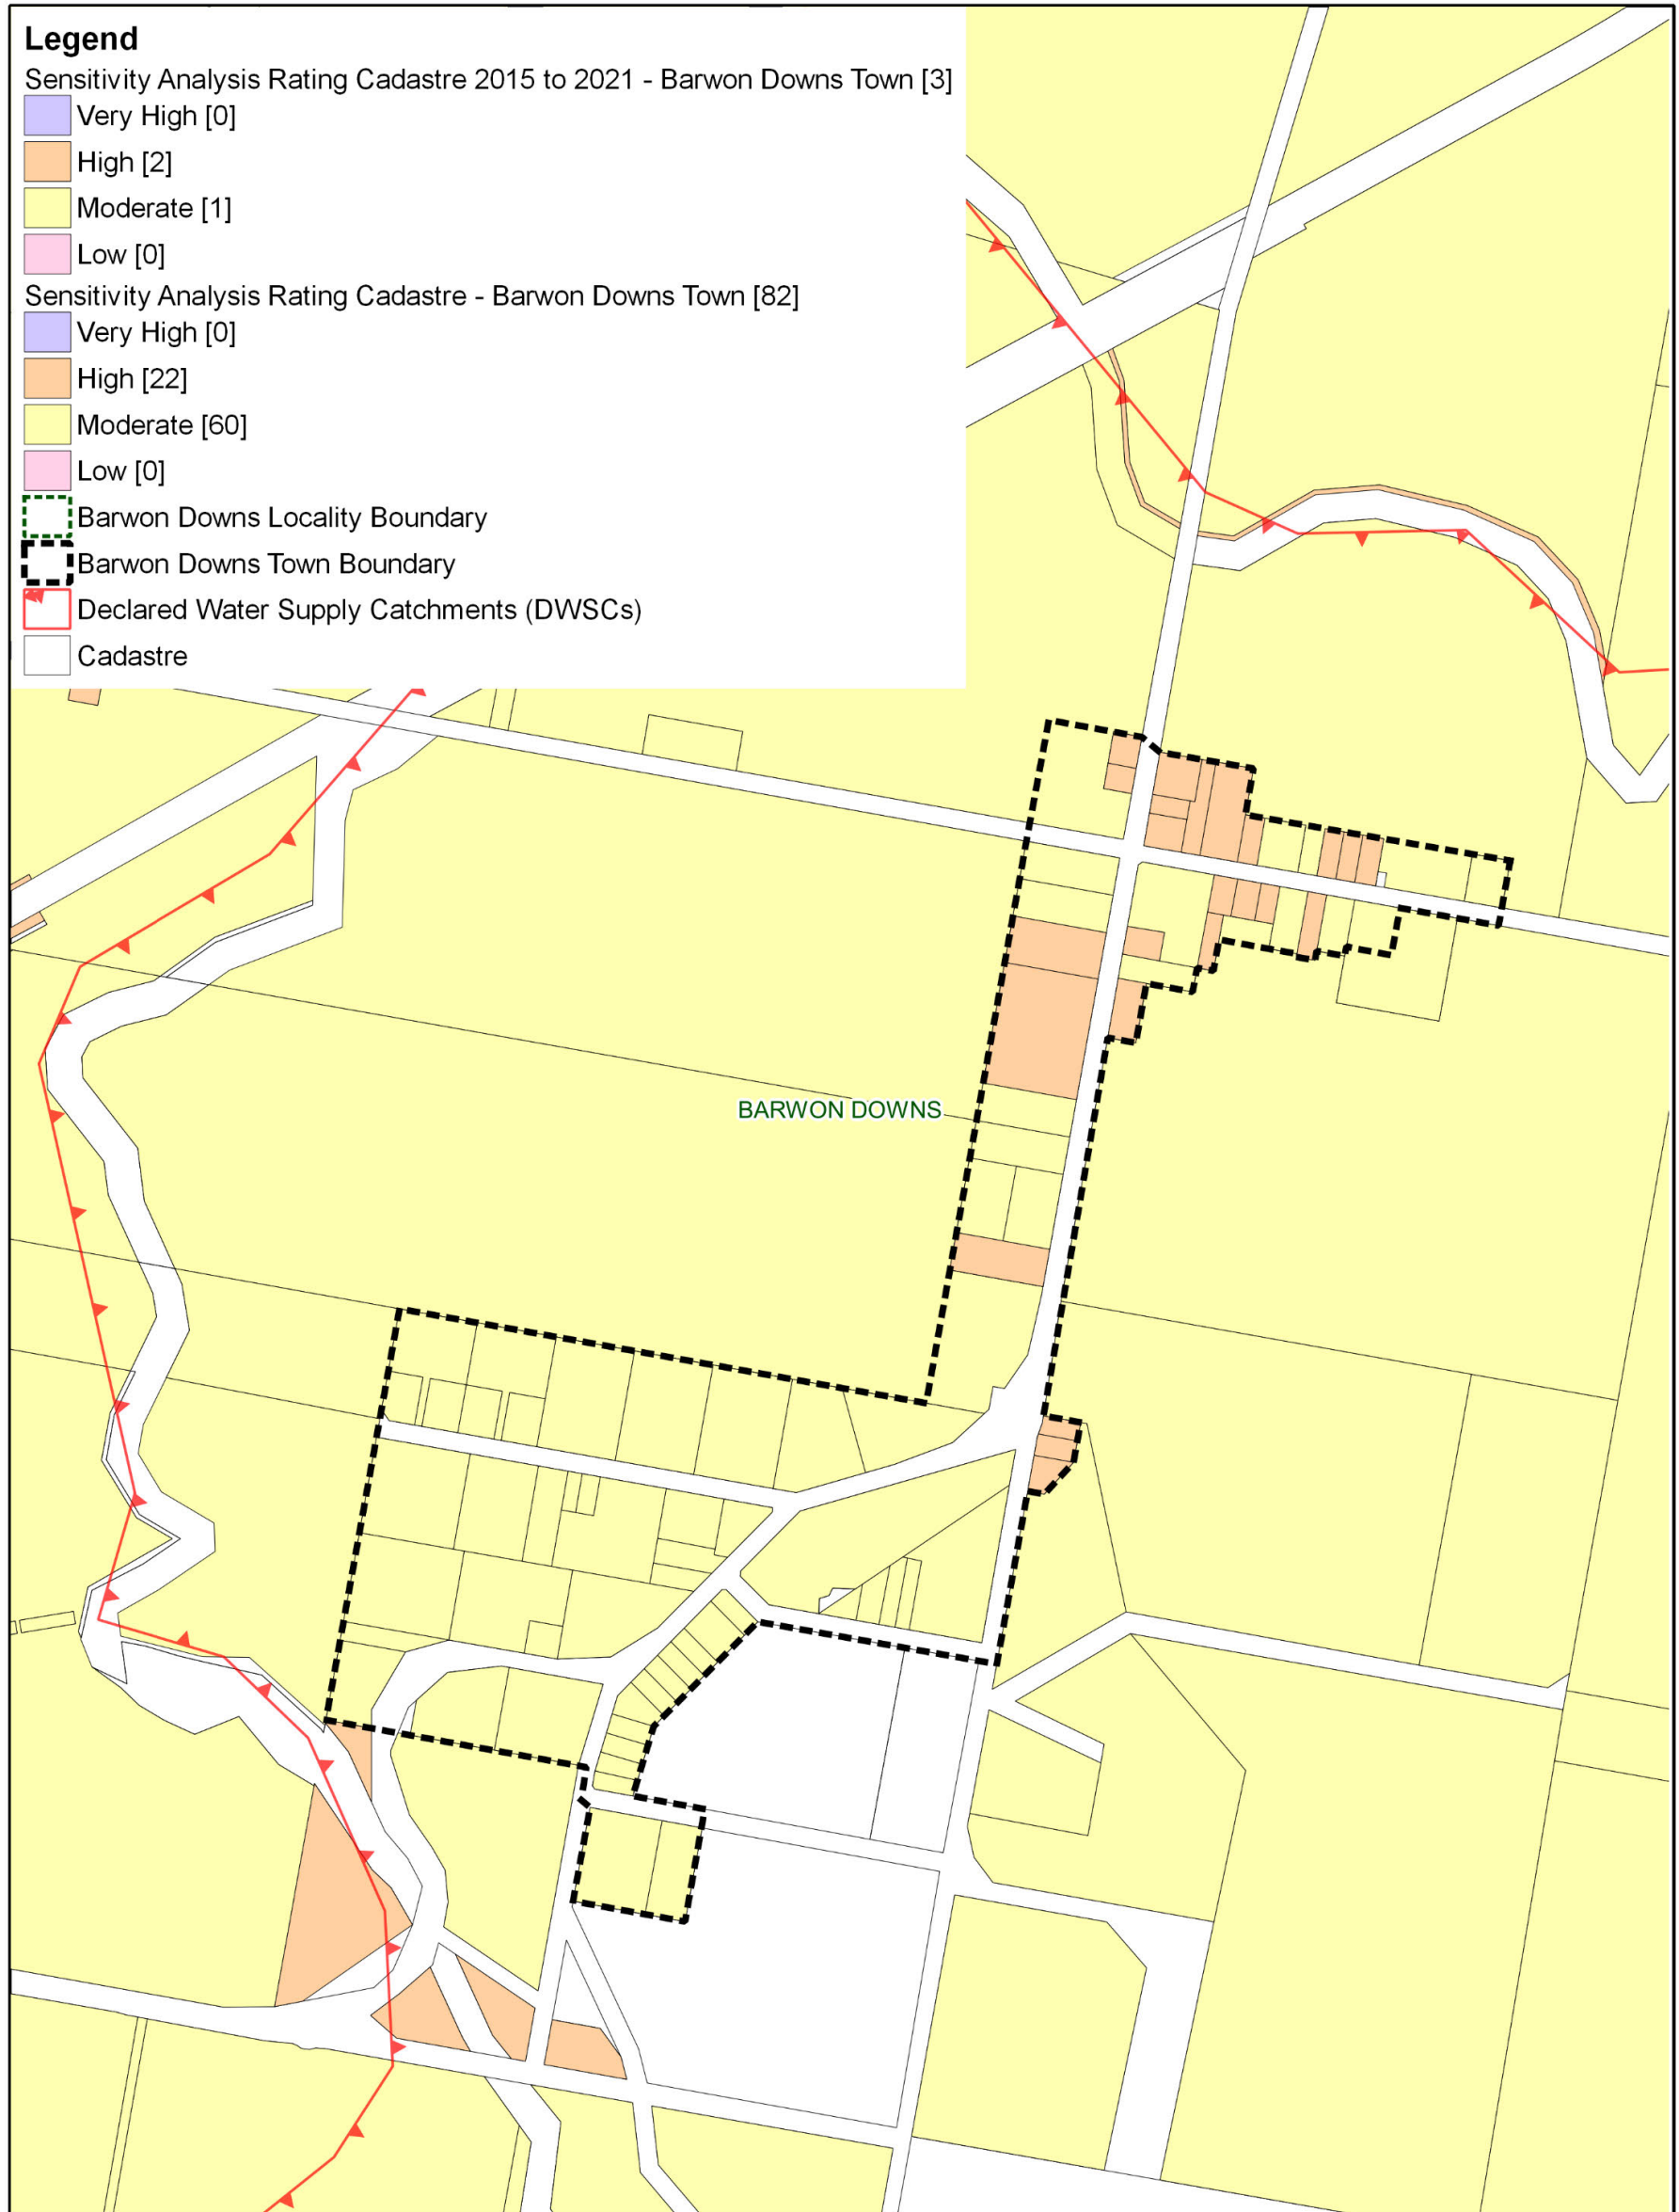 Legend
Sensitivity Analysis Rating Cadastre 2015 to 2021 - Barwon Downs Town [3]
Very High [0]
High [2]
Moderate [1]
Low [0]
Sensitivity Analysis Rating Cadastre - Barwon Downs Town [82]
Very High [0]
High [22]
Moderate [60]
Low [0]
Barwon Downs Locality Boundary
Barwon Downs Town Boundary
Declared Water Supply Catchments (DWSCs)
Cadastre
BARWON DOWNS